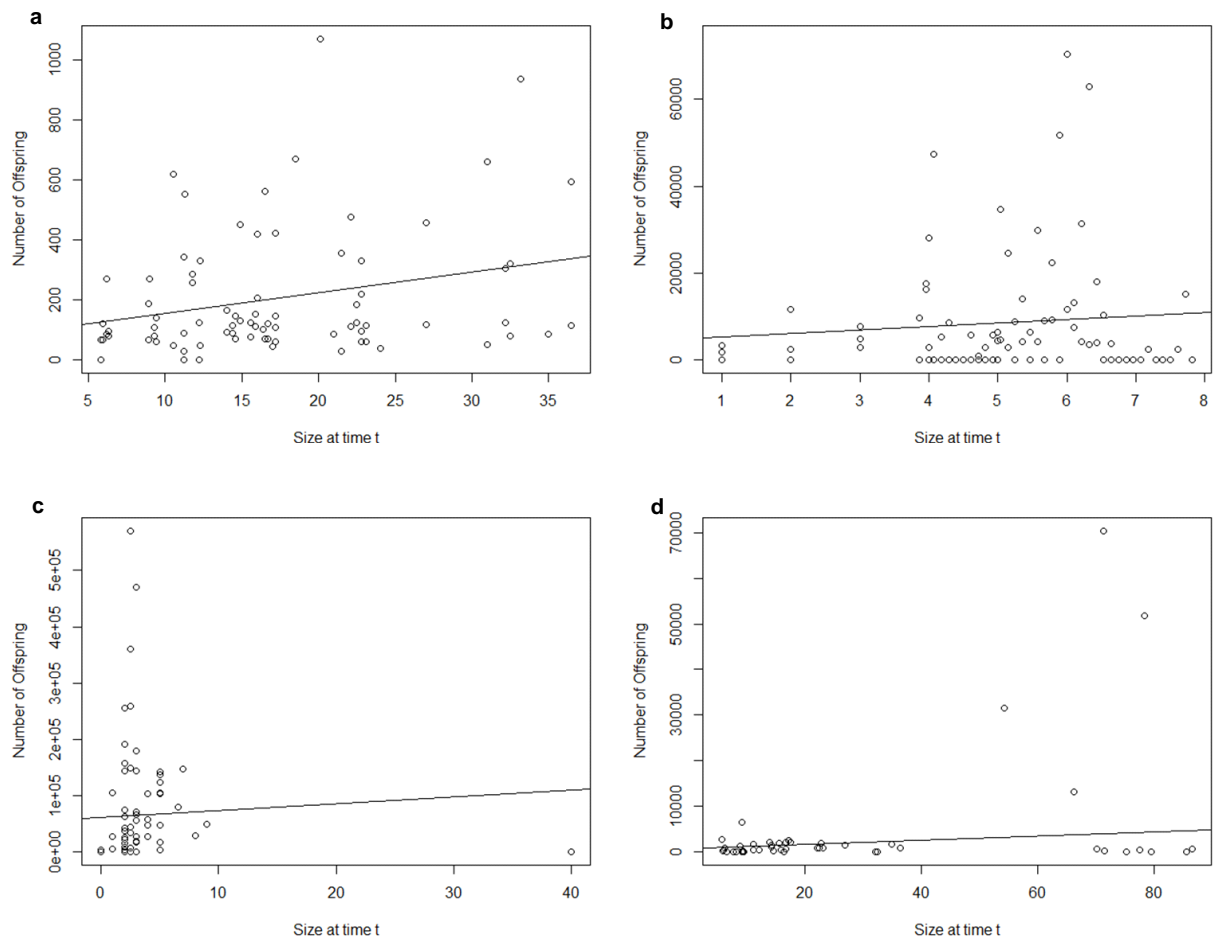 a
1000
800
600
400
200
0
Number of Offspring
5 10 15 20 25 30 35
Size at time t
b
60000
40000
20000
0
Number of Offspring
1 2 3 4 5 6 7 8
Size at time t
c
5e+05
4e+05
3e+05
2e+05
1e+05
0e+00
Number of Offspring
0 10 20 30 40
Size at time t
d
70000
50000
30000
10000
0
Number of Offspring
20 40 60 80
Size at time t